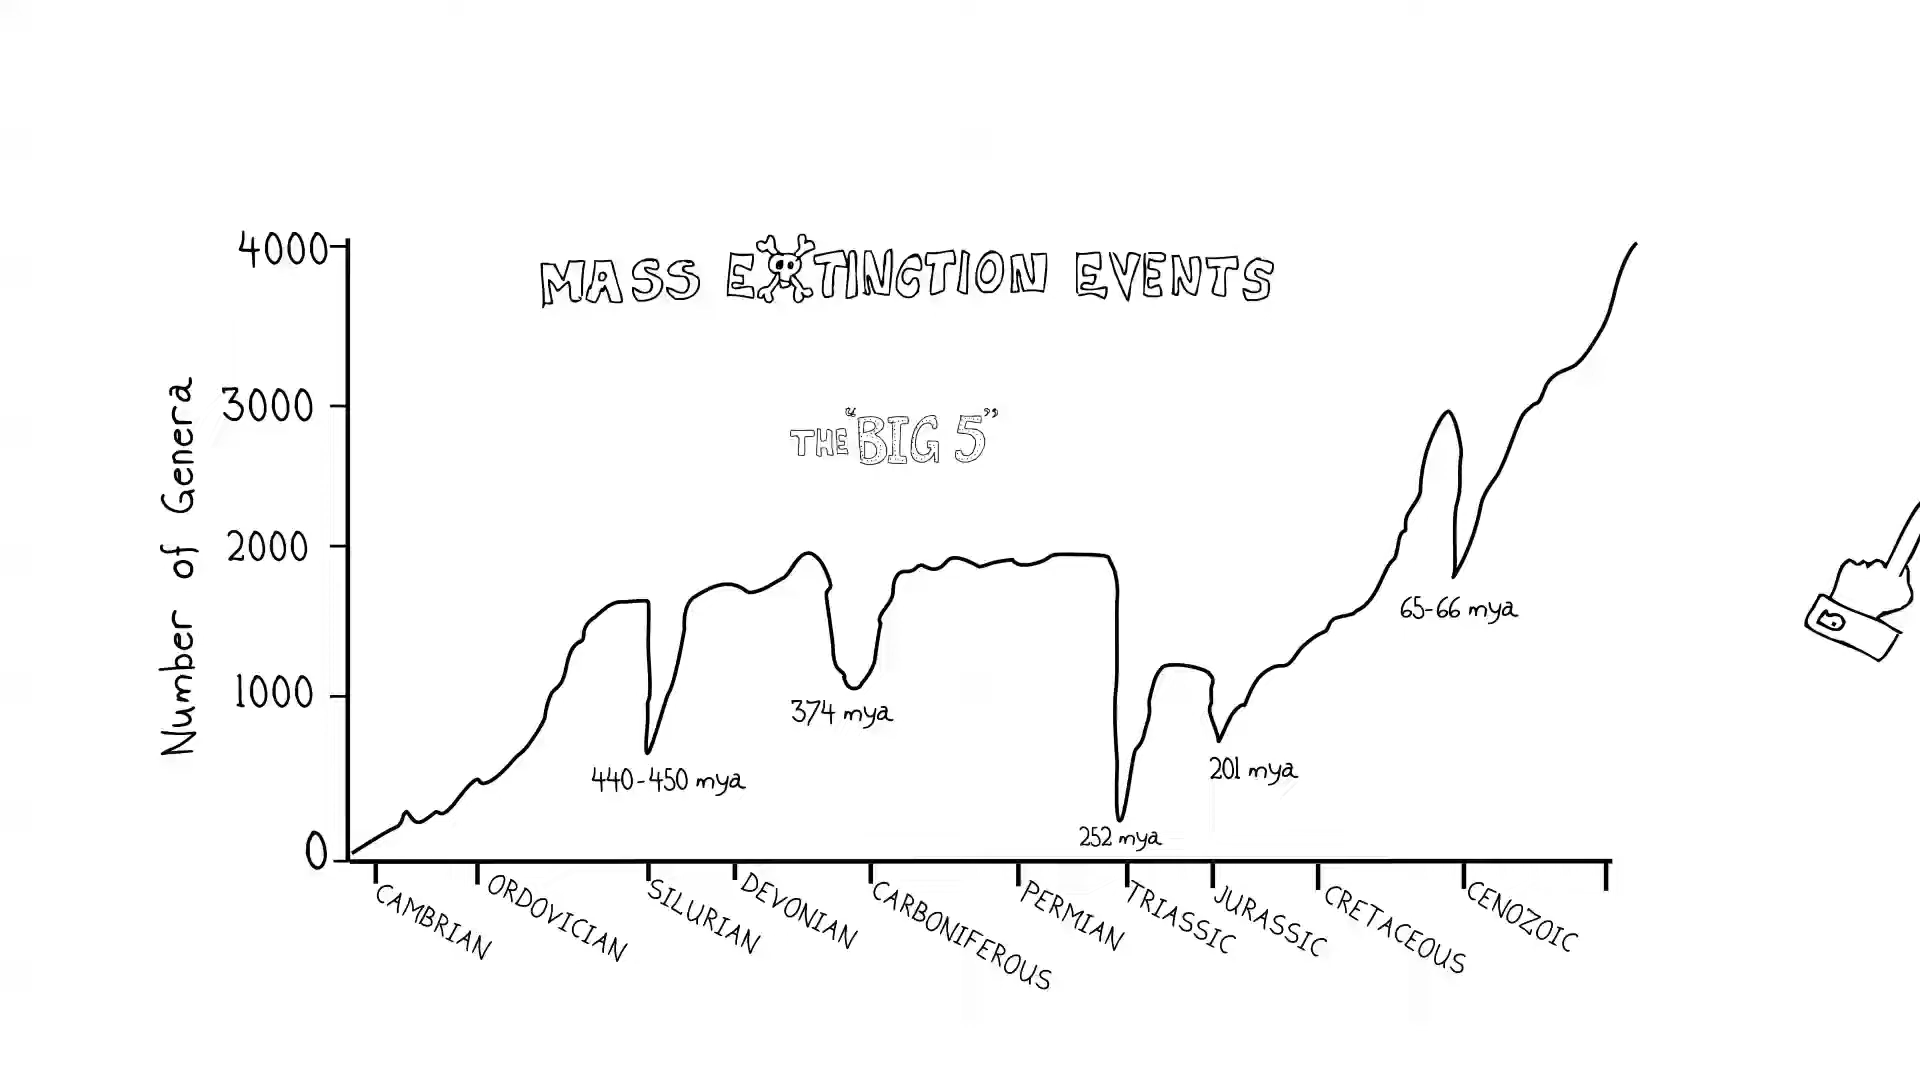 MASS EXTINCTION EVENTS
THE "BIG 5"
Number of Genera
4000
3000
2000
1000
0
440-450 mya
374 mya
252 mya
201 mya
65-66 mya
CAMBRIAN
ORDOVICIAN
SILURIAN
DEVONIAN
CARBONIFEROUS
PERMIAN
TRIASSIC
JURASSIC
CRETACEOUS
CENOZOIC